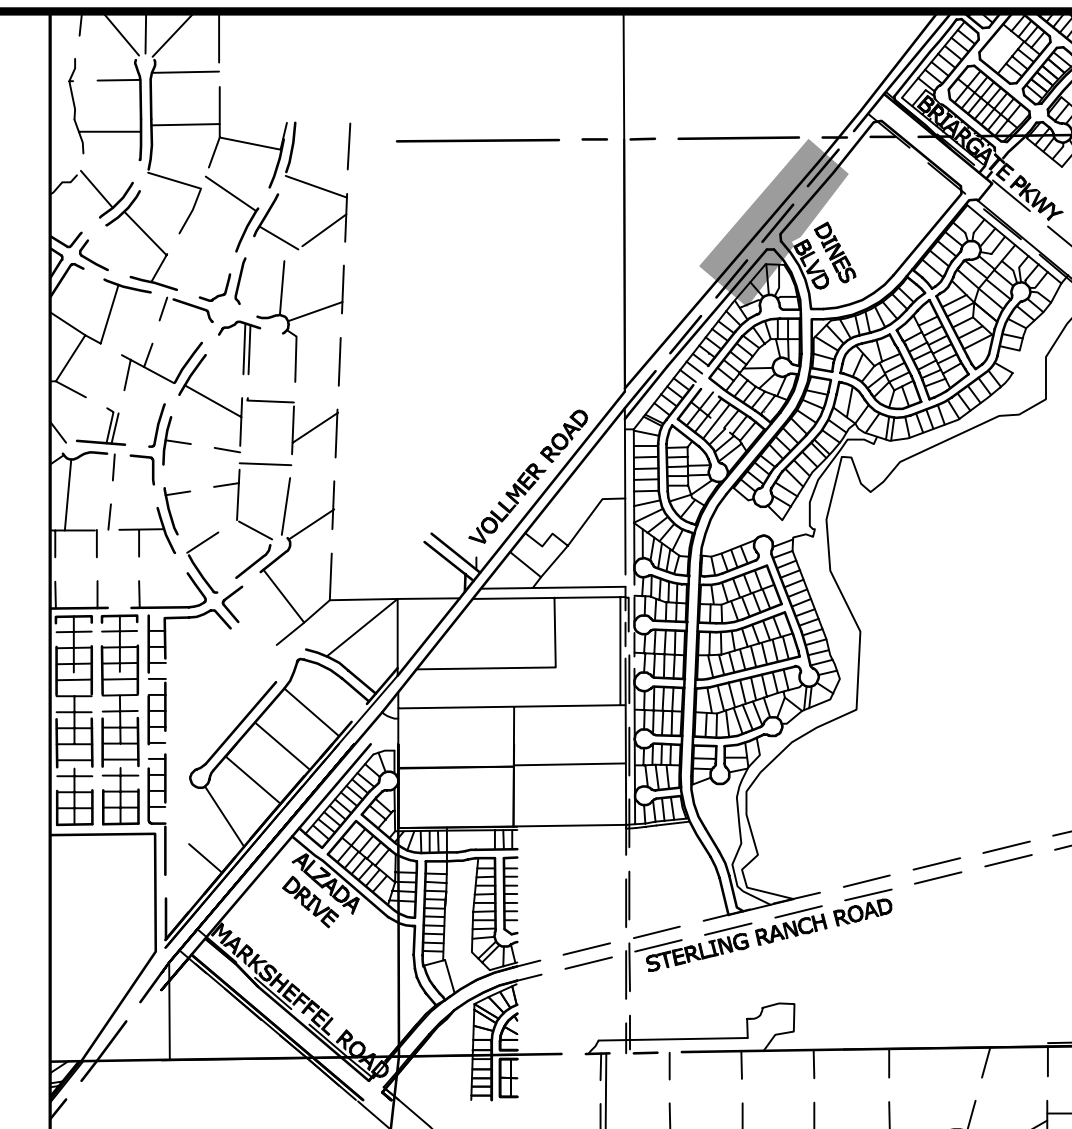 BRIARGATE PKWY
DINES
BLVD
VOLLMER ROAD
ALZADA
DRIVE
STERLING RANCH ROAD
MARKSHEFFEL ROAD